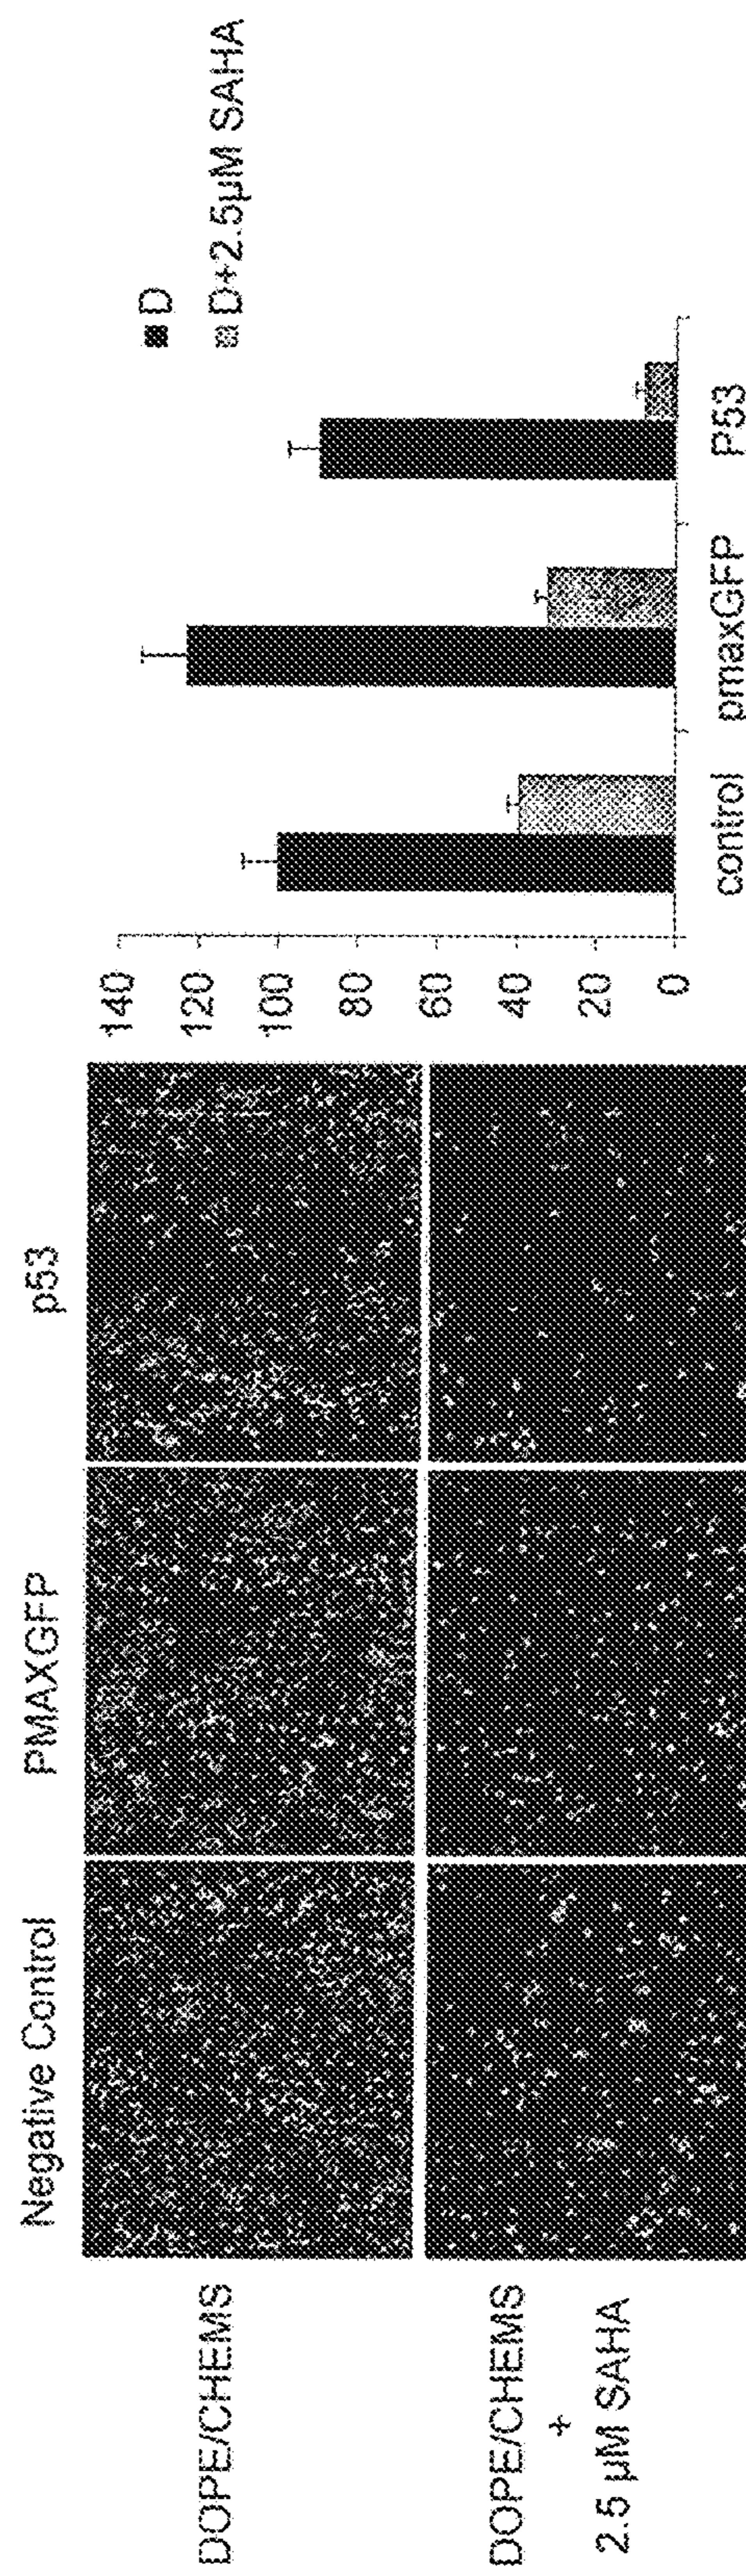 Negative Control
PMAXGFP
p53
DOPE/CHEMS
DOPE/CHEMS
+
2.5 µM SAHA
140
120
100
80
60
40
20
0
control
pmaxGFP
P53
D
D+2.5µM SAHA